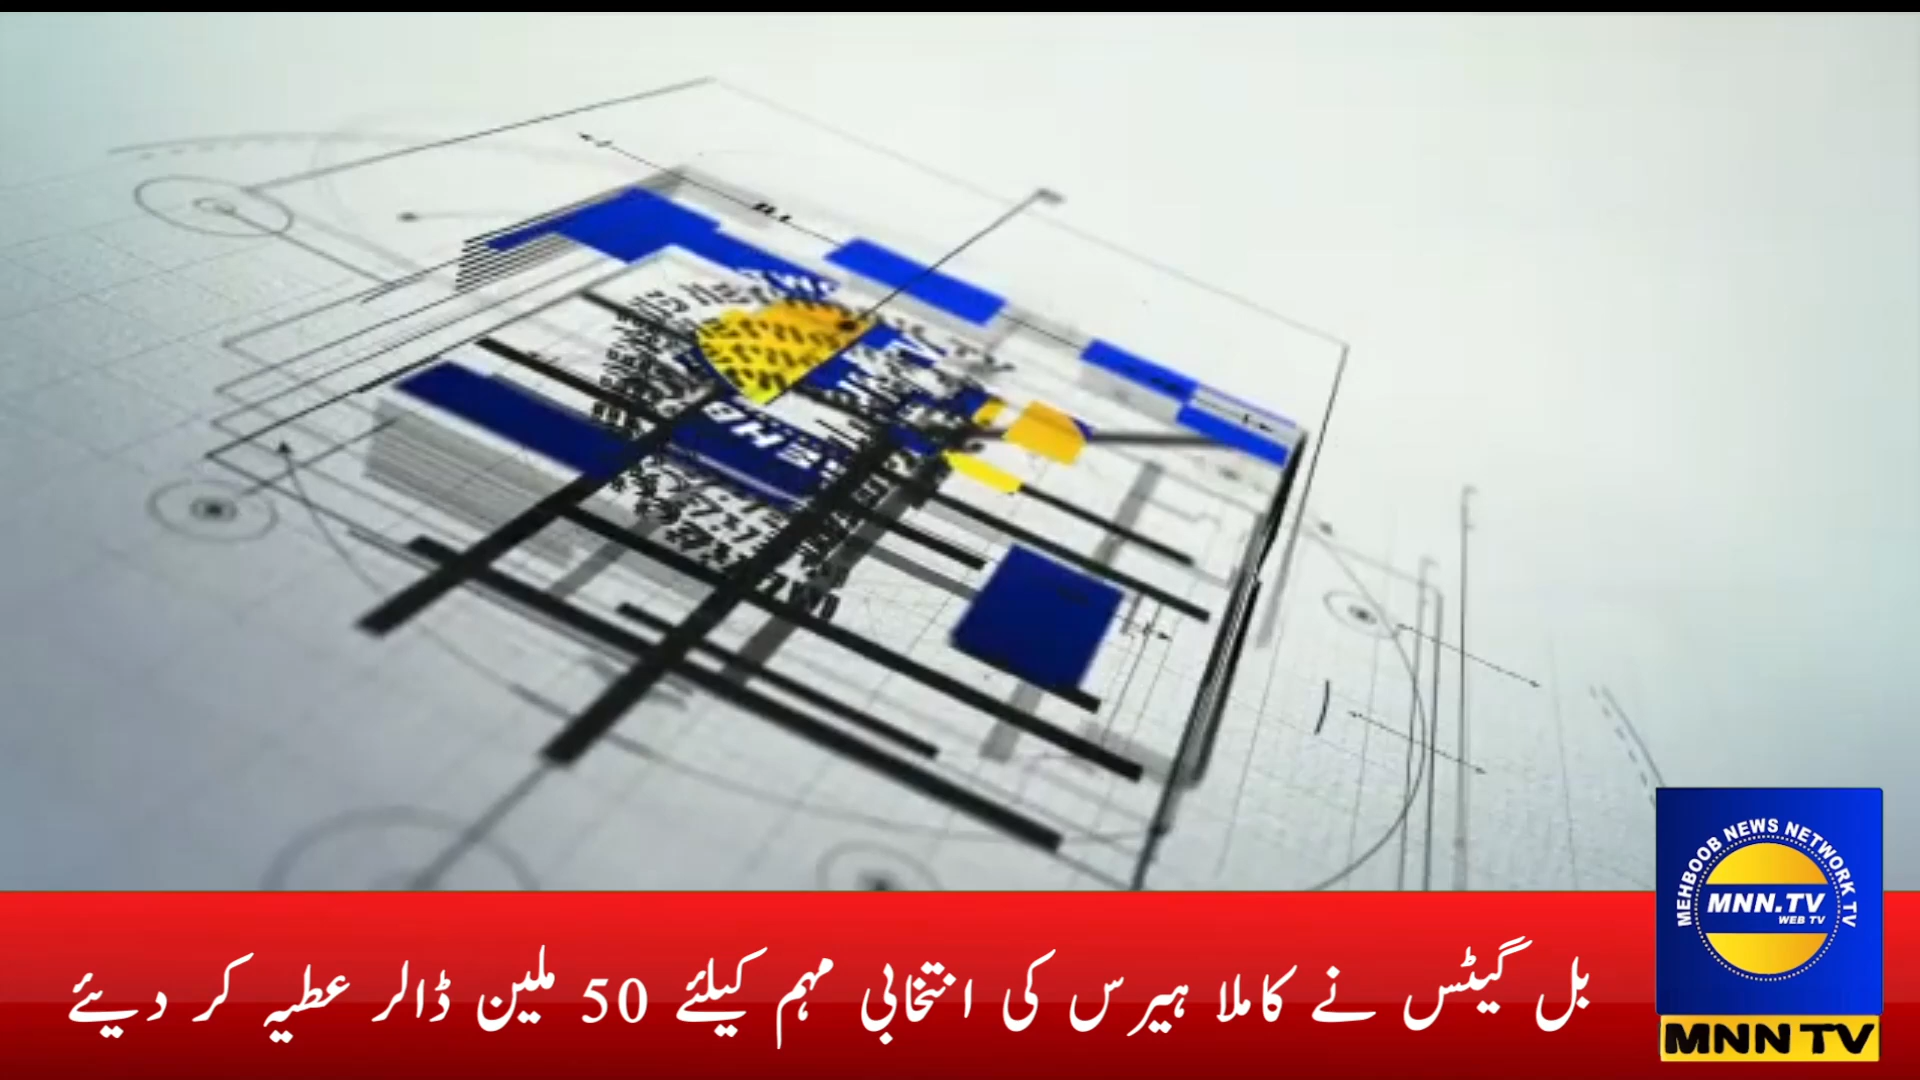 MEHBOOB NEWS NETWORK TV
MNN.TV
WEB TV
بل گیٹس نے کاملا ہیرس کی انتخابی مہم کیلئے 50 ملین ڈالر عطیہ کر دیئے
MNN TV